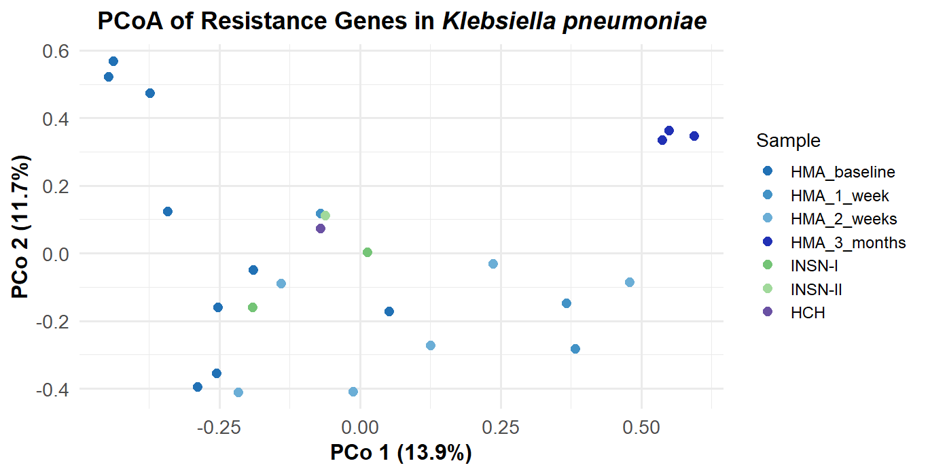 PCoA of Resistance Genes in Klebsiella pneumoniae
PCo 2 (11.7%)
0.6
0.4
0.2
0.0
-0.2
-0.4
-0.25
0.00
0.25
0.50
PCo 1 (13.9%)
Sample
HMA_baseline
HMA_1_week
HMA_2_weeks
HMA_3_months
INSN-I
INSN-II
HCH